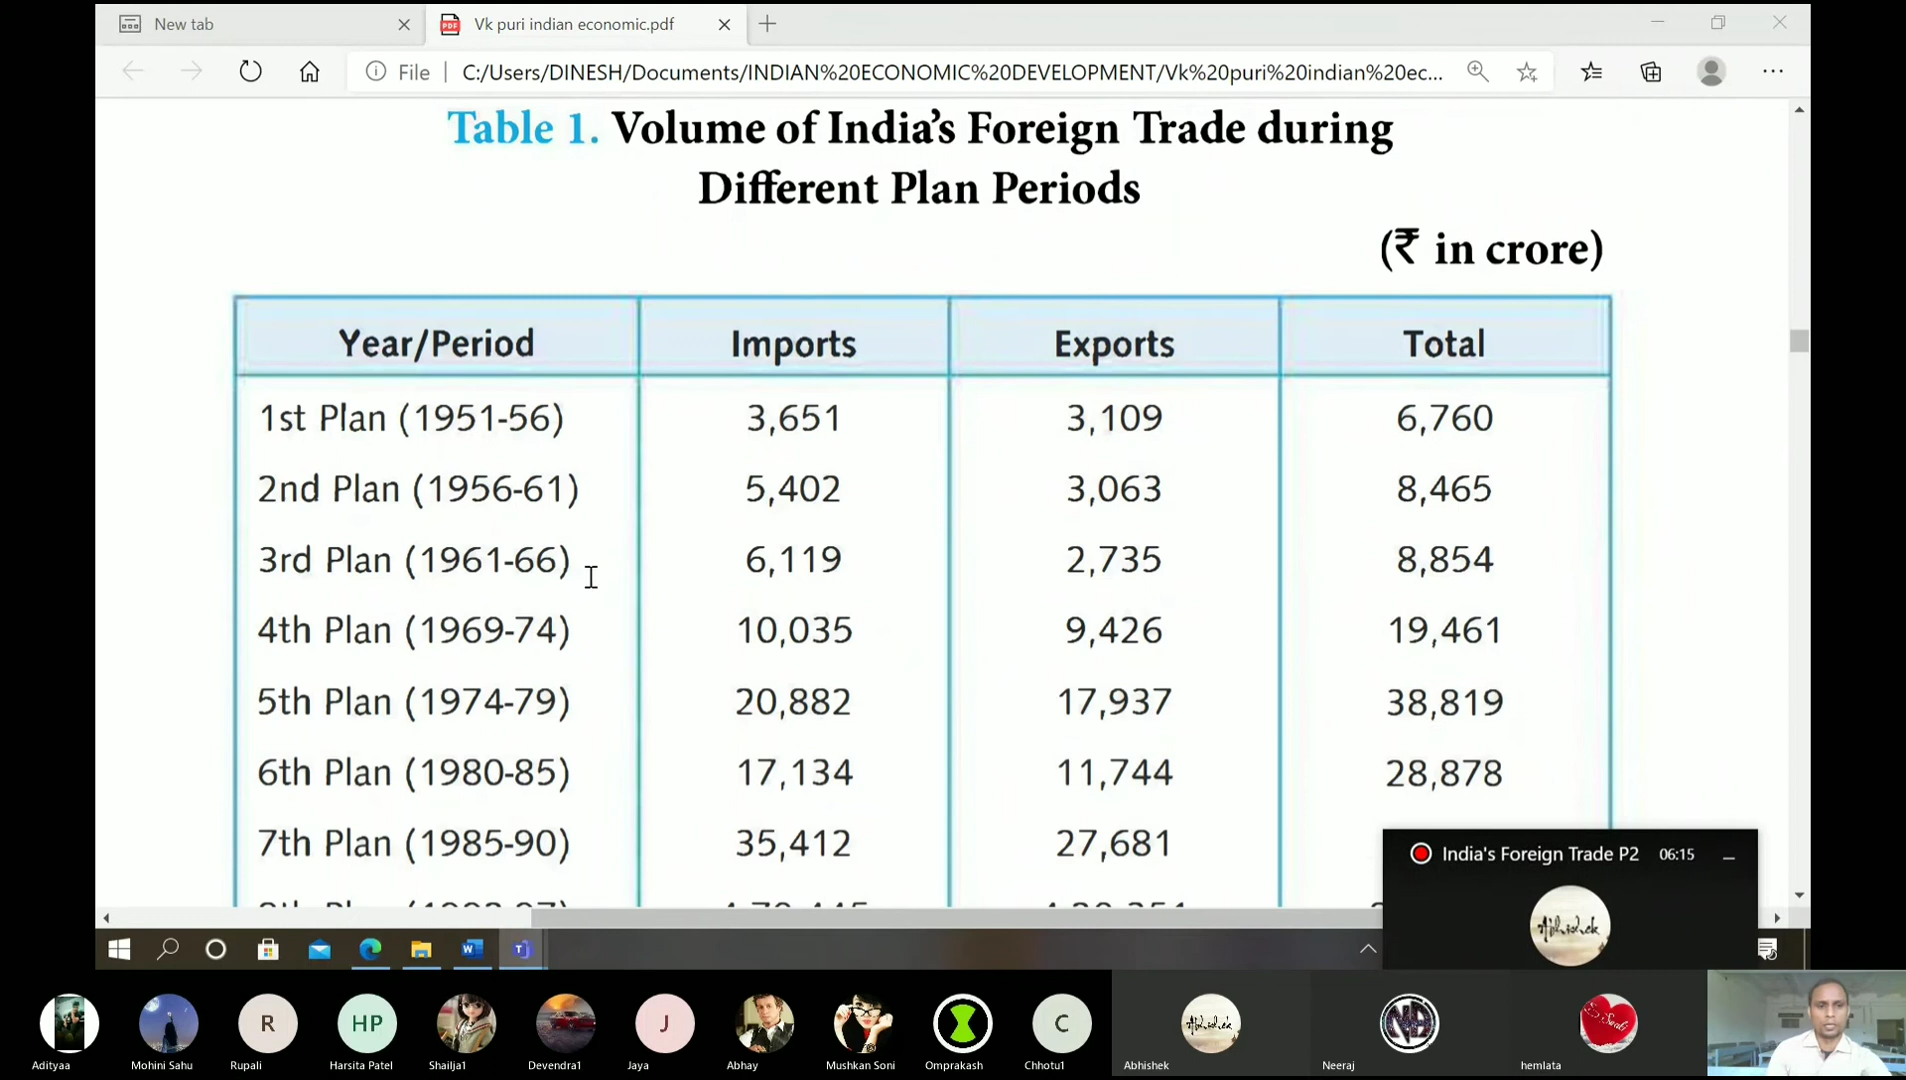 New tab
Vk puri indian economic.pdf
File
C:/Users/DINESH/Documents/INDIAN%20ECONOMIC%20DEVELOPMENT/Vk%20puri%20indian%20ec...
Table 1. Volume of India's Foreign Trade during
Different Plan Periods
(₹ in crore)
Year/Period Imports Exports Total
1st Plan (1951-56) 3,651 3,109 6,760
2nd Plan (1956-61) 5,402 3,063 8,465
3rd Plan (1961-66) 6,119 2,735 8,854
4th Plan (1969-74) 10,035 9,426 19,461
5th Plan (1974-79) 20,882 17,937 38,819
6th Plan (1980-85) 17,134 11,744 28,878
7th Plan (1985-90) 35,412 27,681
India's Foreign Trade P2 06:15
Abhishek
R
HP
J
C
Abhishek
NA
Adityaa
Mohini Sahu
Rupali
Harsita Patel
Shailja1
Devendra1
Jaya
Abhay
Mushkan Soni
Omprakash
Chhotu1
Abhishek
Neeraj
hemlata